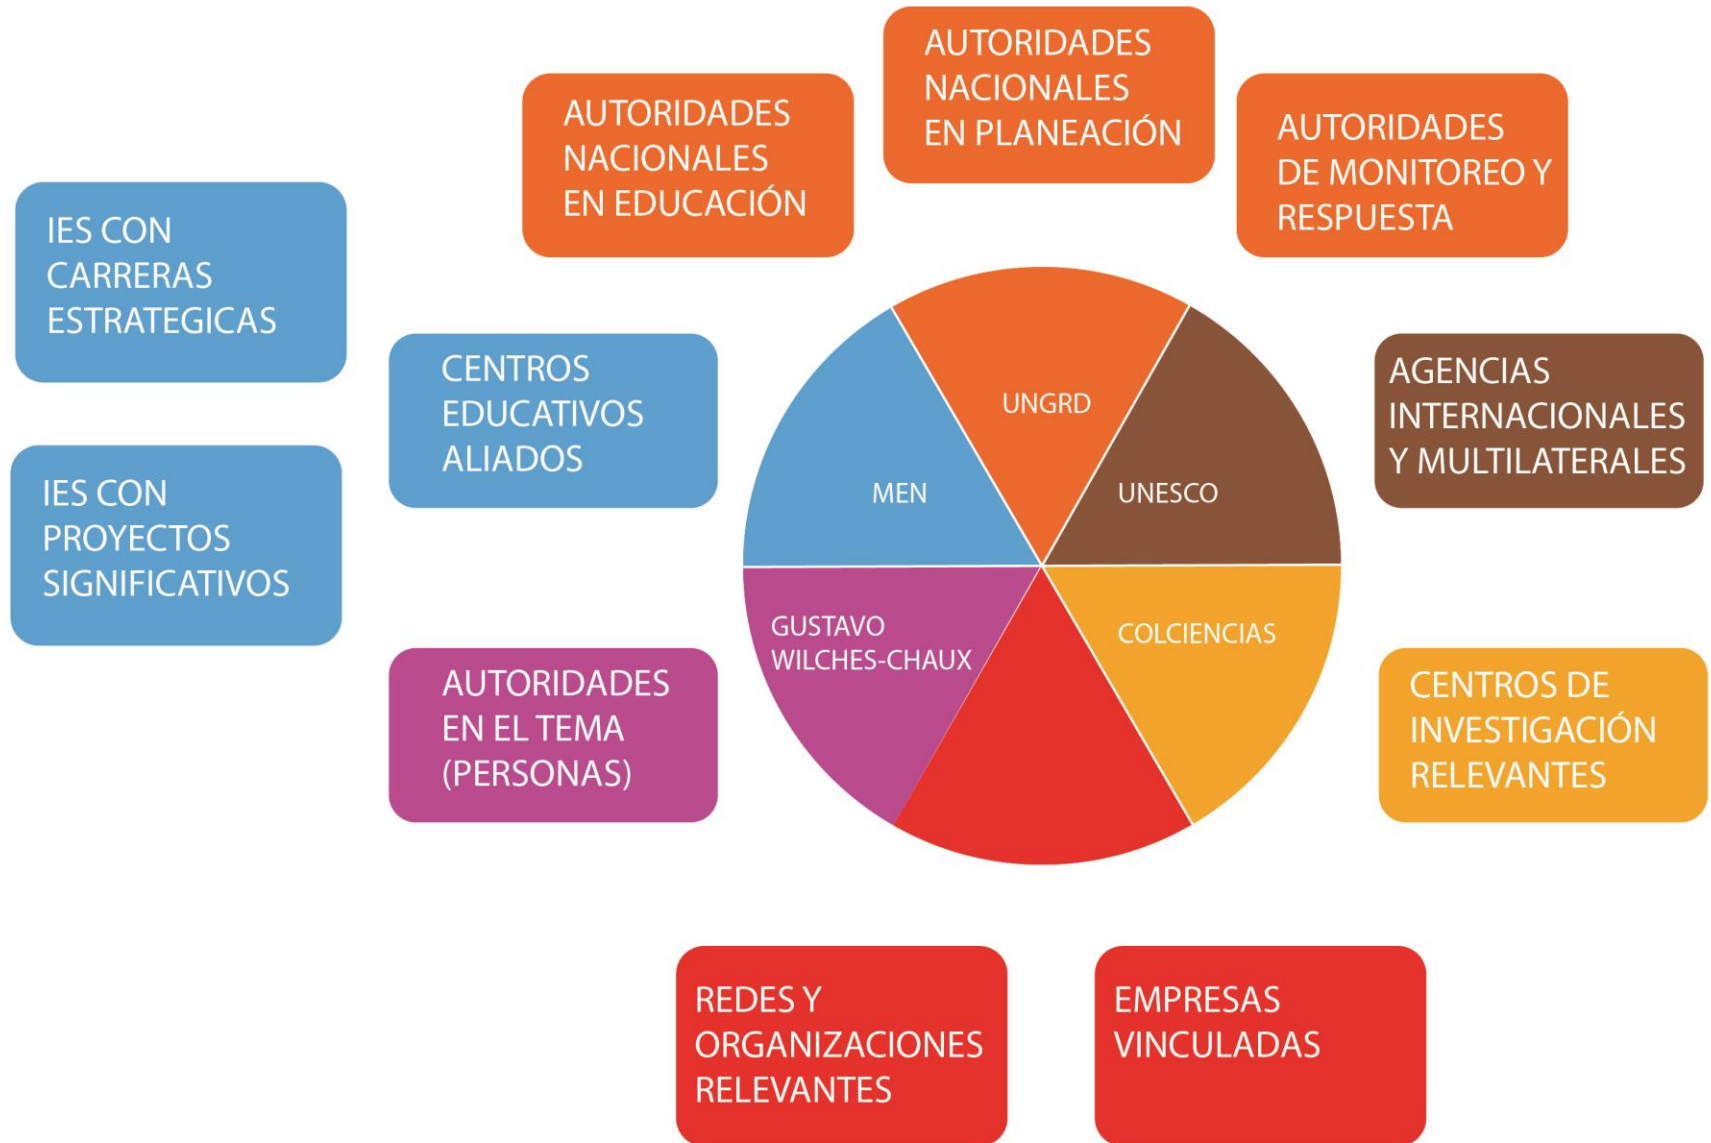 AUTORIDADES
NACIONALES
EN PLANEACIÓN
AUTORIDADES
NACIONALES
EN EDUCACIÓN
AUTORIDADES
DE MONITOREO Y
RESPUESTA
IES CON
CARRERAS
ESTRATEGICAS
CENTROS
EDUCATIVOS
ALIADOS
AGENCIAS
INTERNACIONALES
Y MULTILATERALES
IES CON
PROYECTOS
SIGNIFICATIVOS
UNGRD
MEN
UNESCO
GUSTAVO
WILCHES-CHAUX
COLCIENCIAS
AUTORIDADES
EN EL TEMA
(PERSONAS)
CENTROS DE
INVESTIGACIÓN
RELEVANTES
REDES Y
ORGANIZACIONES
RELEVANTES
EMPRESAS
VINCULADAS